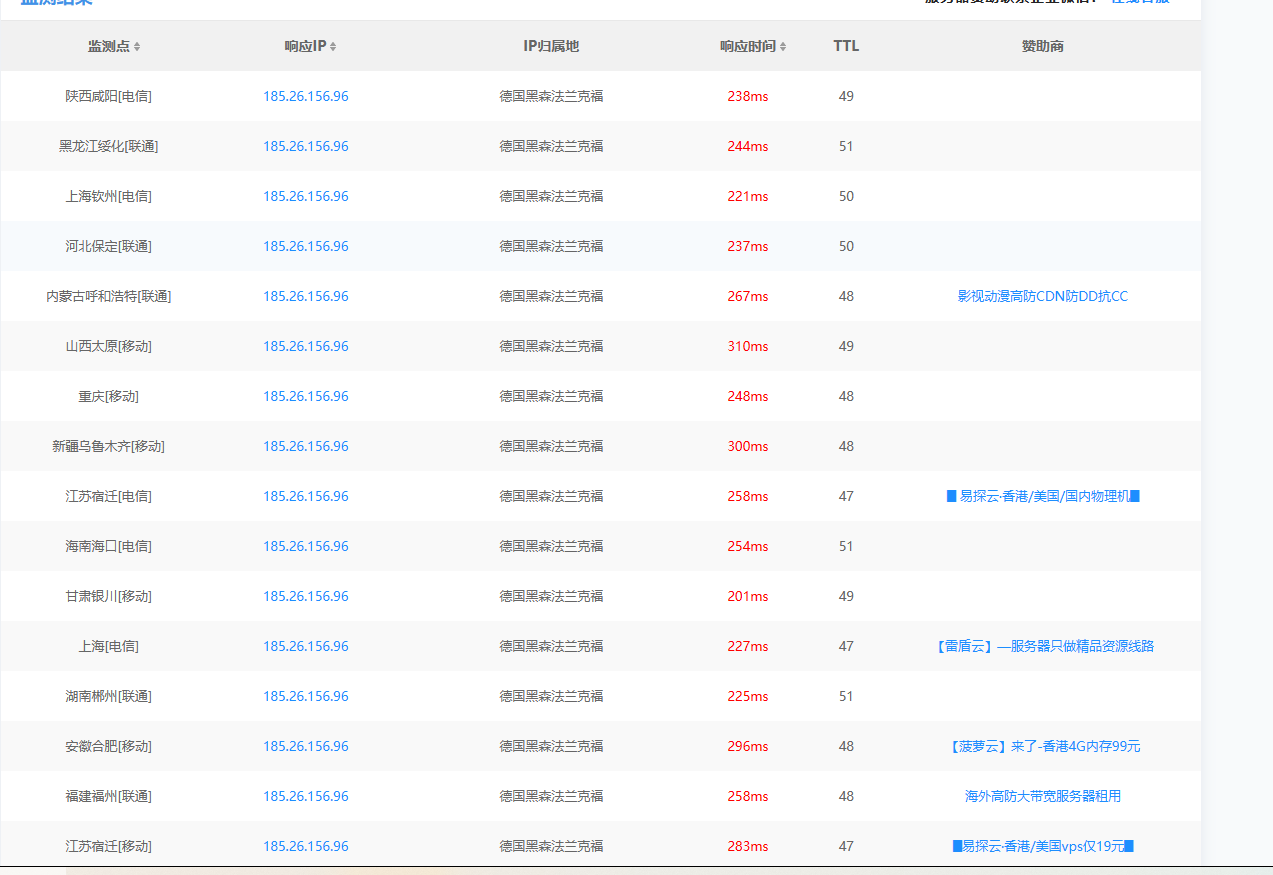 监测结果
服务器赞助联系企业微信： 在线客服
监测点 响应IP IP归属地 响应时间 TTL 赞助商
陕西咸阳[电信] 185.26.156.96 德国黑森法兰克福 238ms 49
黑龙江绥化[联通] 185.26.156.96 德国黑森法兰克福 244ms 51
上海钦州[电信] 185.26.156.96 德国黑森法兰克福 221ms 50
河北保定[联通] 185.26.156.96 德国黑森法兰克福 237ms 50
内蒙古呼和浩特[联通] 185.26.156.96 德国黑森法兰克福 267ms 48 影视动漫高防CDN防DD抗CC
山西太原[移动] 185.26.156.96 德国黑森法兰克福 310ms 49
重庆[移动] 185.26.156.96 德国黑森法兰克福 248ms 48
新疆乌鲁木齐[移动] 185.26.156.96 德国黑森法兰克福 300ms 48
江苏宿迁[电信] 185.26.156.96 德国黑森法兰克福 258ms 47 █ 易探云·香港/美国/国内物理机█
海南海口[电信] 185.26.156.96 德国黑森法兰克福 254ms 51
甘肃银川[移动] 185.26.156.96 德国黑森法兰克福 201ms 49
上海[电信] 185.26.156.96 德国黑森法兰克福 227ms 47 【雷盾云】—服务器只做精品资源线路
湖南郴州[联通] 185.26.156.96 德国黑森法兰克福 225ms 51
安徽合肥[移动] 185.26.156.96 德国黑森法兰克福 296ms 48 【菠萝云】来了-香港4G内存99元
福建福州[联通] 185.26.156.96 德国黑森法兰克福 258ms 48 海外高防大带宽服务器租用
江苏宿迁[移动] 185.26.156.96 德国黑森法兰克福 283ms 47 █易探云·香港/美国vps仅19元█